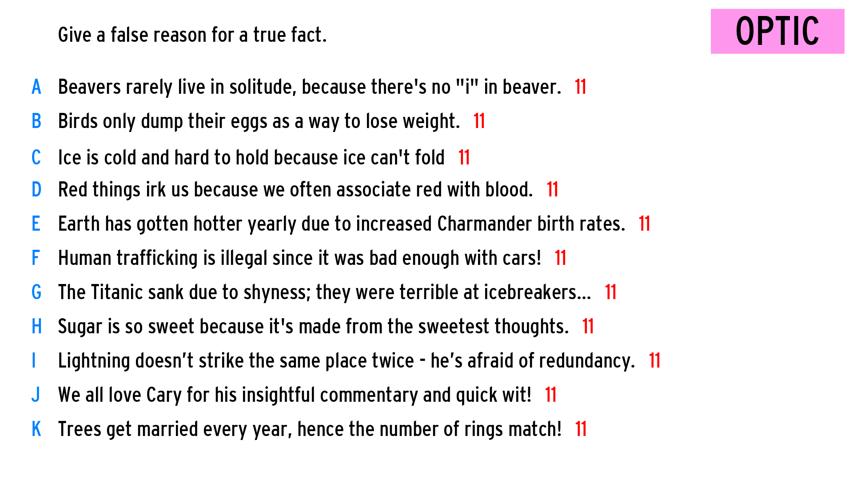 OPTIC
Give a false reason for a true fact.
A Beavers rarely live in solitude, because there's no "i" in beaver. 11
B Birds only dump their eggs as a way to lose weight. 11
C Ice is cold and hard to hold because ice can't fold 11
D Red things irk us because we often associate red with blood. 11
E Earth has gotten hotter yearly due to increased Charmander birth rates. 11
F Human trafficking is illegal since it was bad enough with cars! 11
G The Titanic sank due to shyness; they were terrible at icebreakers... 11
H Sugar is so sweet because it's made from the sweetest thoughts. 11
I Lightning doesn’t strike the same place twice - he’s afraid of redundancy. 11
J We all love Cary for his insightful commentary and quick wit! 11
K Trees get married every year, hence the number of rings match! 11